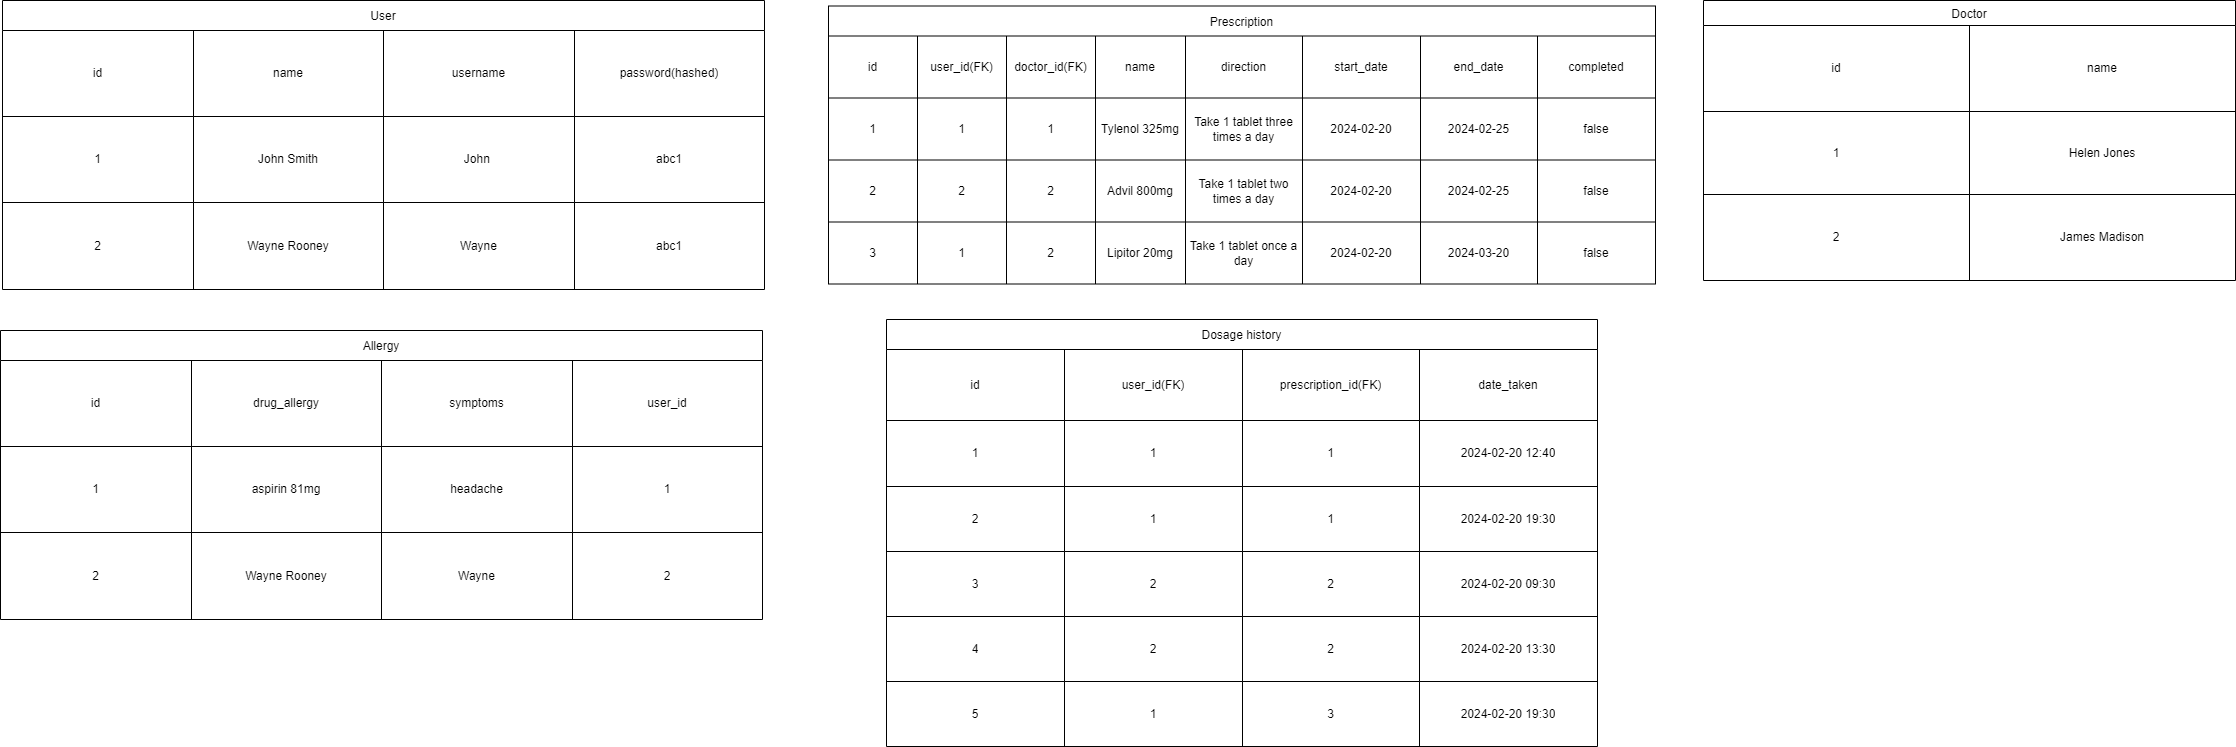 User
id name username password(hashed)
1 John Smith John abc1
2 Wayne Rooney Wayne abc1
Prescription
id user_id(FK) doctor_id(FK) name direction start_date end_date completed
1 1 1 Tylenol 325mg Take 1 tablet three
times a day 2024-02-20 2024-02-25 false
2 2 2 Advil 800mg Take 1 tablet two
times a day 2024-02-20 2024-02-25 false
3 1 2 Lipitor 20mg Take 1 tablet once a
day 2024-02-20 2024-03-20 false
Doctor
id name
1 Helen Jones
2 James Madison
Allergy
id drug_allergy symptoms user_id
1 aspirin 81mg headache 1
2 Wayne Rooney Wayne 2
Dosage history
id user_id(FK) prescription_id(FK) date_taken
1 1 1 2024-02-20 12:40
2 1 1 2024-02-20 19:30
3 2 2 2024-02-20 09:30
4 2 2 2024-02-20 13:30
5 1 3 2024-02-20 19:30